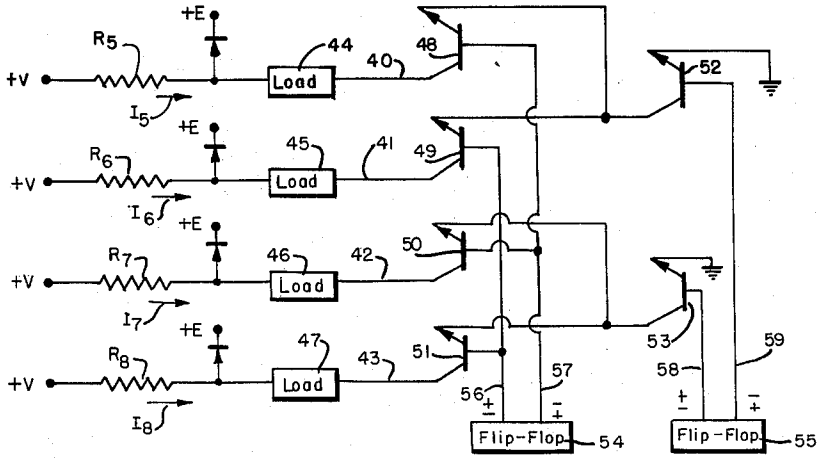 +E
R5 44 48
+V Load 40 52
I5
+E
R6 45 41 49
+V Load
I6
+E
R7 46 42 50
+V Load
I7
+E
R8 47 43 51 53
+V Load
I8
56 57 58 59
+ - - + + - - +
Flip-Flop 54
Flip-Flop 55